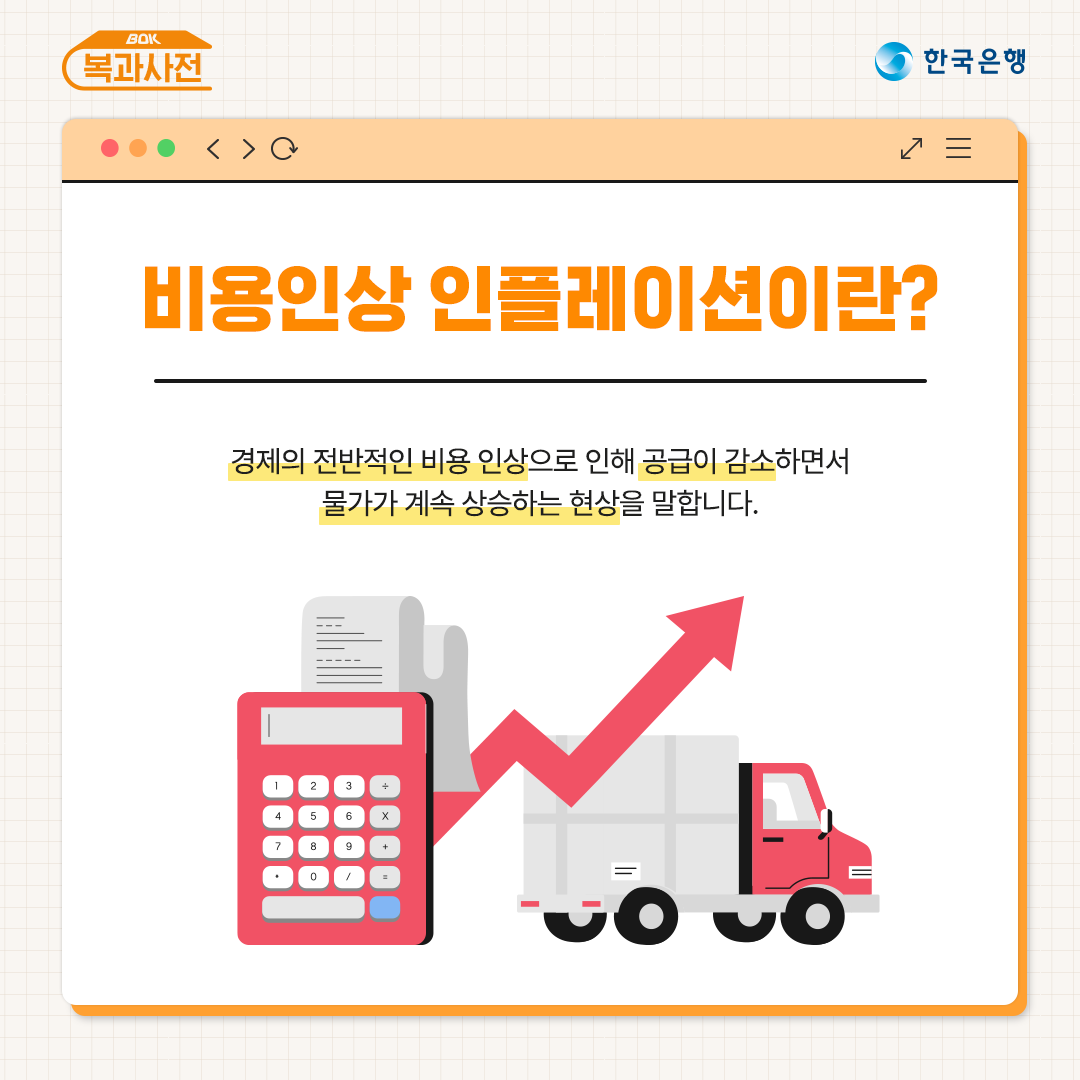 BOK
복과사전
한국은행
비용인상 인플레이션이란?
경제의 전반적인 비용 인상으로 인해 공급이 감소하면서
물가가 계속 상승하는 현상을 말합니다.
1 2 3 ÷
4 5 6 X
7 8 9 +
• 0 / =